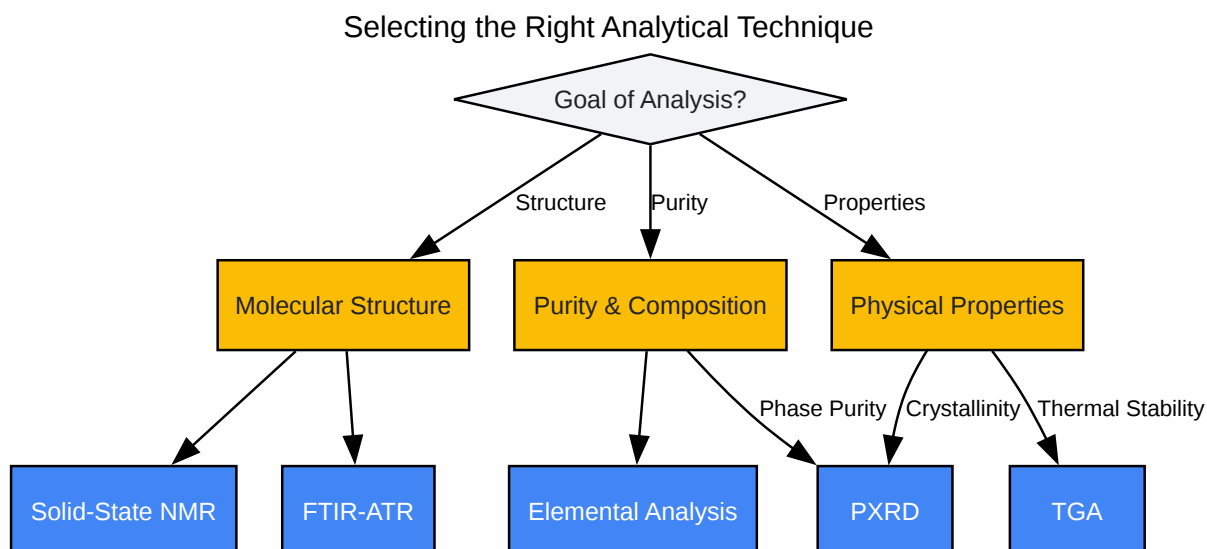 Selecting the Right Analytical Technique
Goal of Analysis?
Structure
Purity
Properties
Molecular Structure
Purity & Composition
Physical Properties
Phase Purity
Crystallinity
Thermal Stability
Solid-State NMR
FTIR-ATR
Elemental Analysis
PXRD
TGA